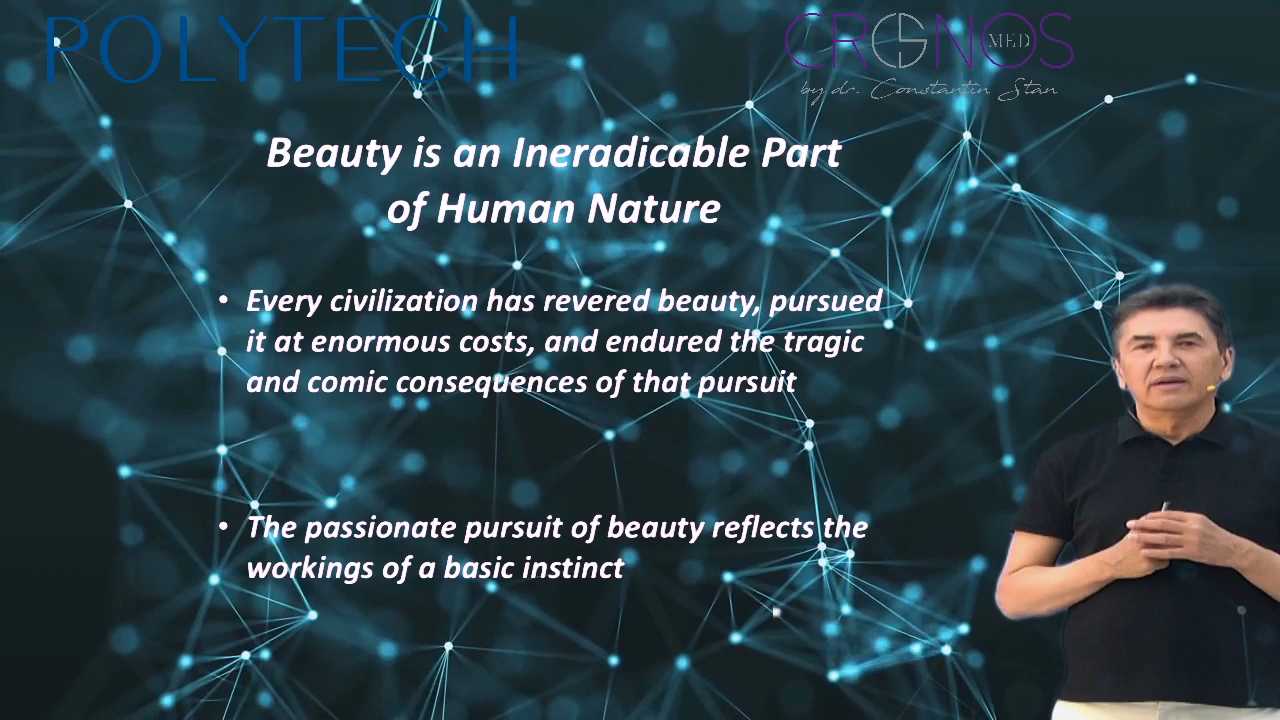 POLYTECH
CRONOS
MED
by dr. Constantin Stan
Beauty is an Ineradicable Part
of Human Nature
• Every civilization has revered beauty, pursued
it at enormous costs, and endured the tragic
and comic consequences of that pursuit
• The passionate pursuit of beauty reflects the
workings of a basic instinct